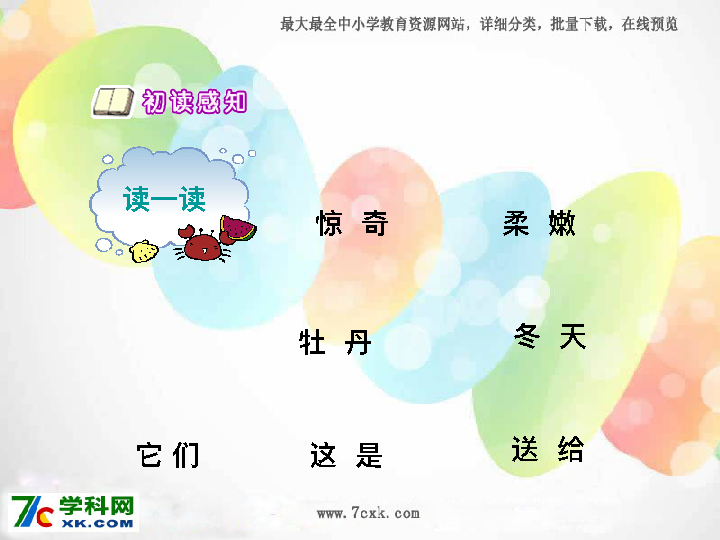 最大最全中小学教育资源网站，详细分类，批量下载，在线预览
初读感知
读一读
惊 奇 柔 嫩
牡 丹 冬 天
它 们 这 是 送 给
7c 学科网
XK.COM
www.7cxk.com